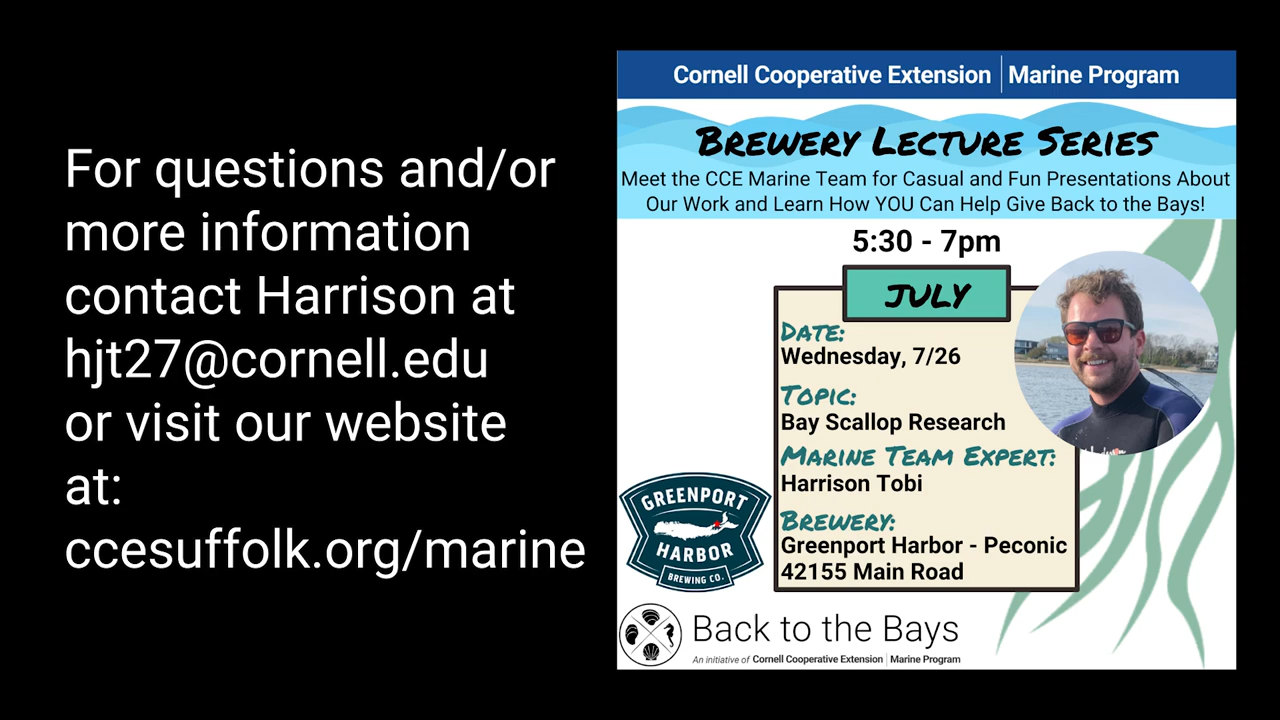 For questions and/or
more information
contact Harrison at
hjt27@cornell.edu
or visit our website
at:
ccesuffolk.org/marine
Cornell Cooperative Extension | Marine Program
BREWERY LECTURE SERIES
Meet the CCE Marine Team for Casual and Fun Presentations About
Our Work and Learn How YOU Can Help Give Back to the Bays!
5:30 - 7pm
JULY
DATE:
Wednesday, 7/26
TOPIC:
Bay Scallop Research
MARINE TEAM EXPERT:
Harrison Tobi
BREWERY:
Greenport Harbor - Peconic
42155 Main Road
GREENPORT
HARBOR
BREWING CO.
Back to the Bays
An initiative of Cornell Cooperative Extension | Marine Program